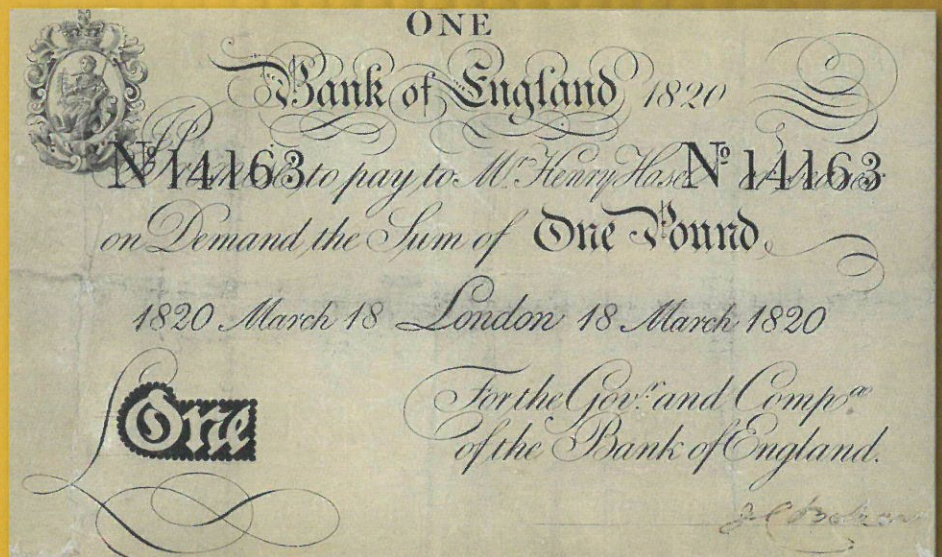 ONE
Bank of England 1820
Nº 14163 to pay to Mr. Henry Hase Nº 14163
on Demand the Sum of One Pound.
1820 March 18 London 18 March 1820
One
For the Govr. and Compa.
of the Bank of England.